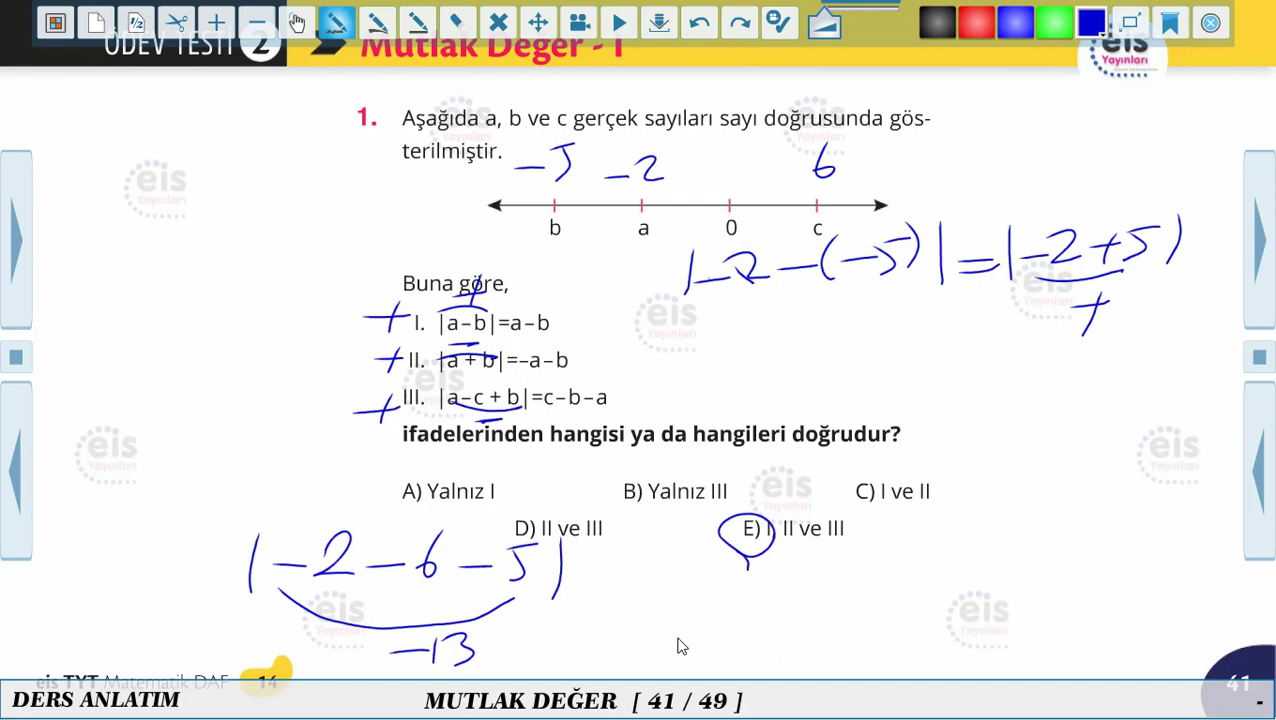 ÖDEV TESTİ 2 Mutlak Değer - 1
eis
Yayınları
1. Aşağıda a, b ve c gerçek sayıları sayı doğrusunda gös-
terilmiştir.
-5 -2 6
b a 0 c
|-2-(-5)|=|-2+5|
+
Buna göre,
+
+ I. |a–b|=a–b
+ II. |a + b|=–a–b
+ III. |a–c + b|=c–b–a
ifadelerinden hangisi ya da hangileri doğrudur?
A) Yalnız I B) Yalnız III C) I ve II
D) II ve III E) I, II ve III
|-2-6-5|
-13
eis TYT Matematik DAF 14 41
DERS ANLATIM MUTLAK DEĞER [ 41 / 49 ] -